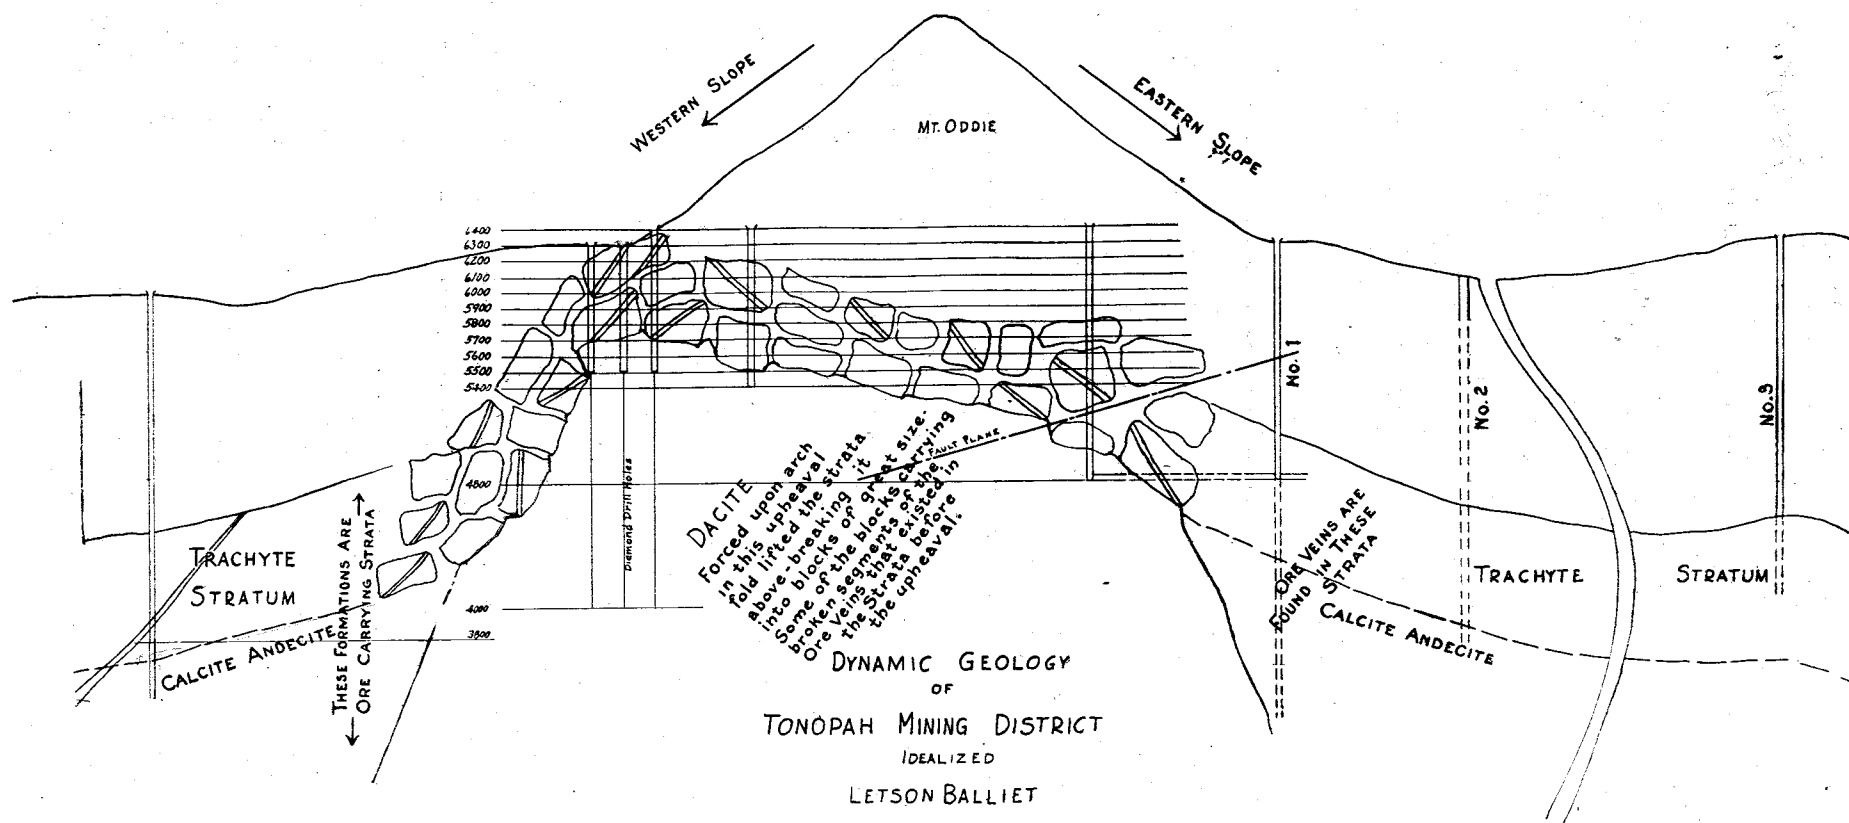 WESTERN SLOPE
EASTERN SLOPE
MT. ODDIE
6400
6300
6200
6100
6000
5900
5800
5700
5600
5500
5400
4800
4000
3800
Diamond Drill Holes
No. 1
No. 2
No. 3
FAULT PLANE
DACITE
Forced upon arch
in this upheaval
fold lifted the strata
above-breaking it
into blocks of great size.
Some of the blocks carrying
broken segments of the
Ore Veins that existed in
the Strata before
the upheaval.
TRACHYTE
STRATUM
CALCITE ANDECITE
THESE FORMATIONS ARE
ORE CARRYING STRATA
ORE VEINS ARE
FOUND IN THESE
STRATA
TRACHYTE STRATUM
CALCITE ANDECITE
DYNAMIC GEOLOGY
OF
TONOPAH MINING DISTRICT
IDEALIZED
LETSON BALLIET